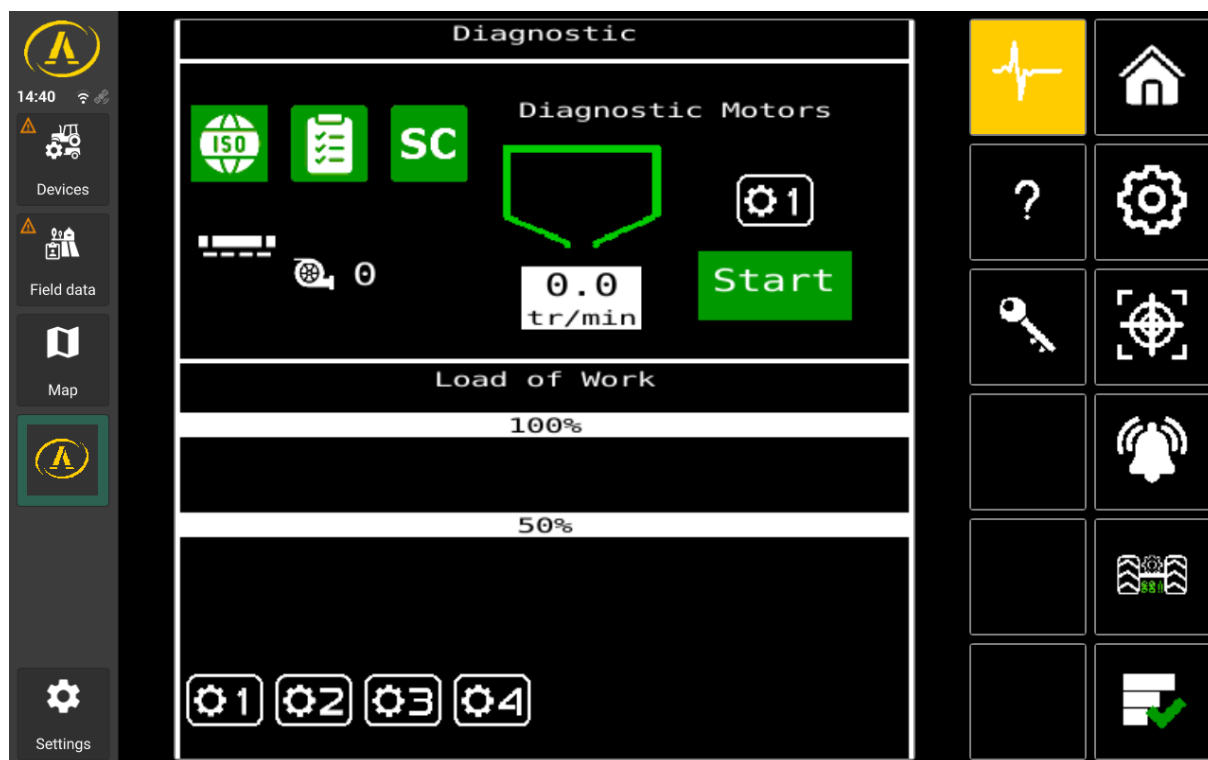 14:40
Devices
Field data
Map
Settings
Diagnostic
ISO
SC
Diagnostic Motors
1
0
0.0
tr/min
Start
Load of Work
100%
50%
1
2
3
4
?